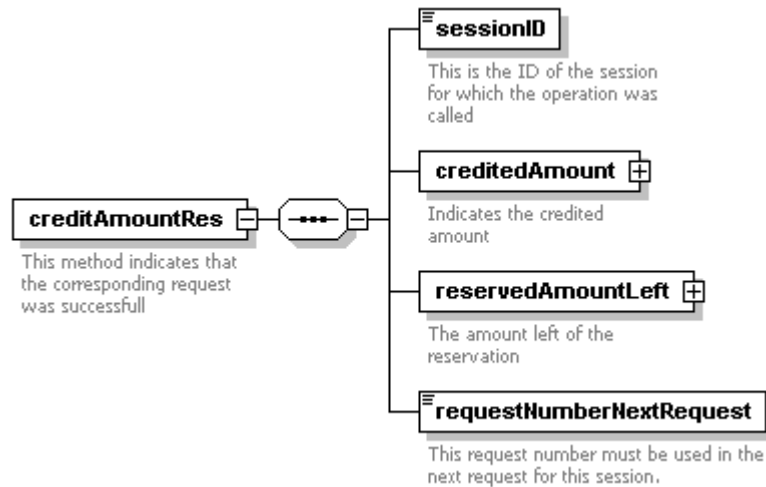 sessionID
This is the ID of the session
for which the operation was
called
creditedAmount
Indicates the credited
amount
creditAmountRes
This method indicates that
the corresponding request
was successfull
reservedAmountLeft
The amount left of the
reservation
requestNumberNextRequest
This request number must be used in the
next request for this session.